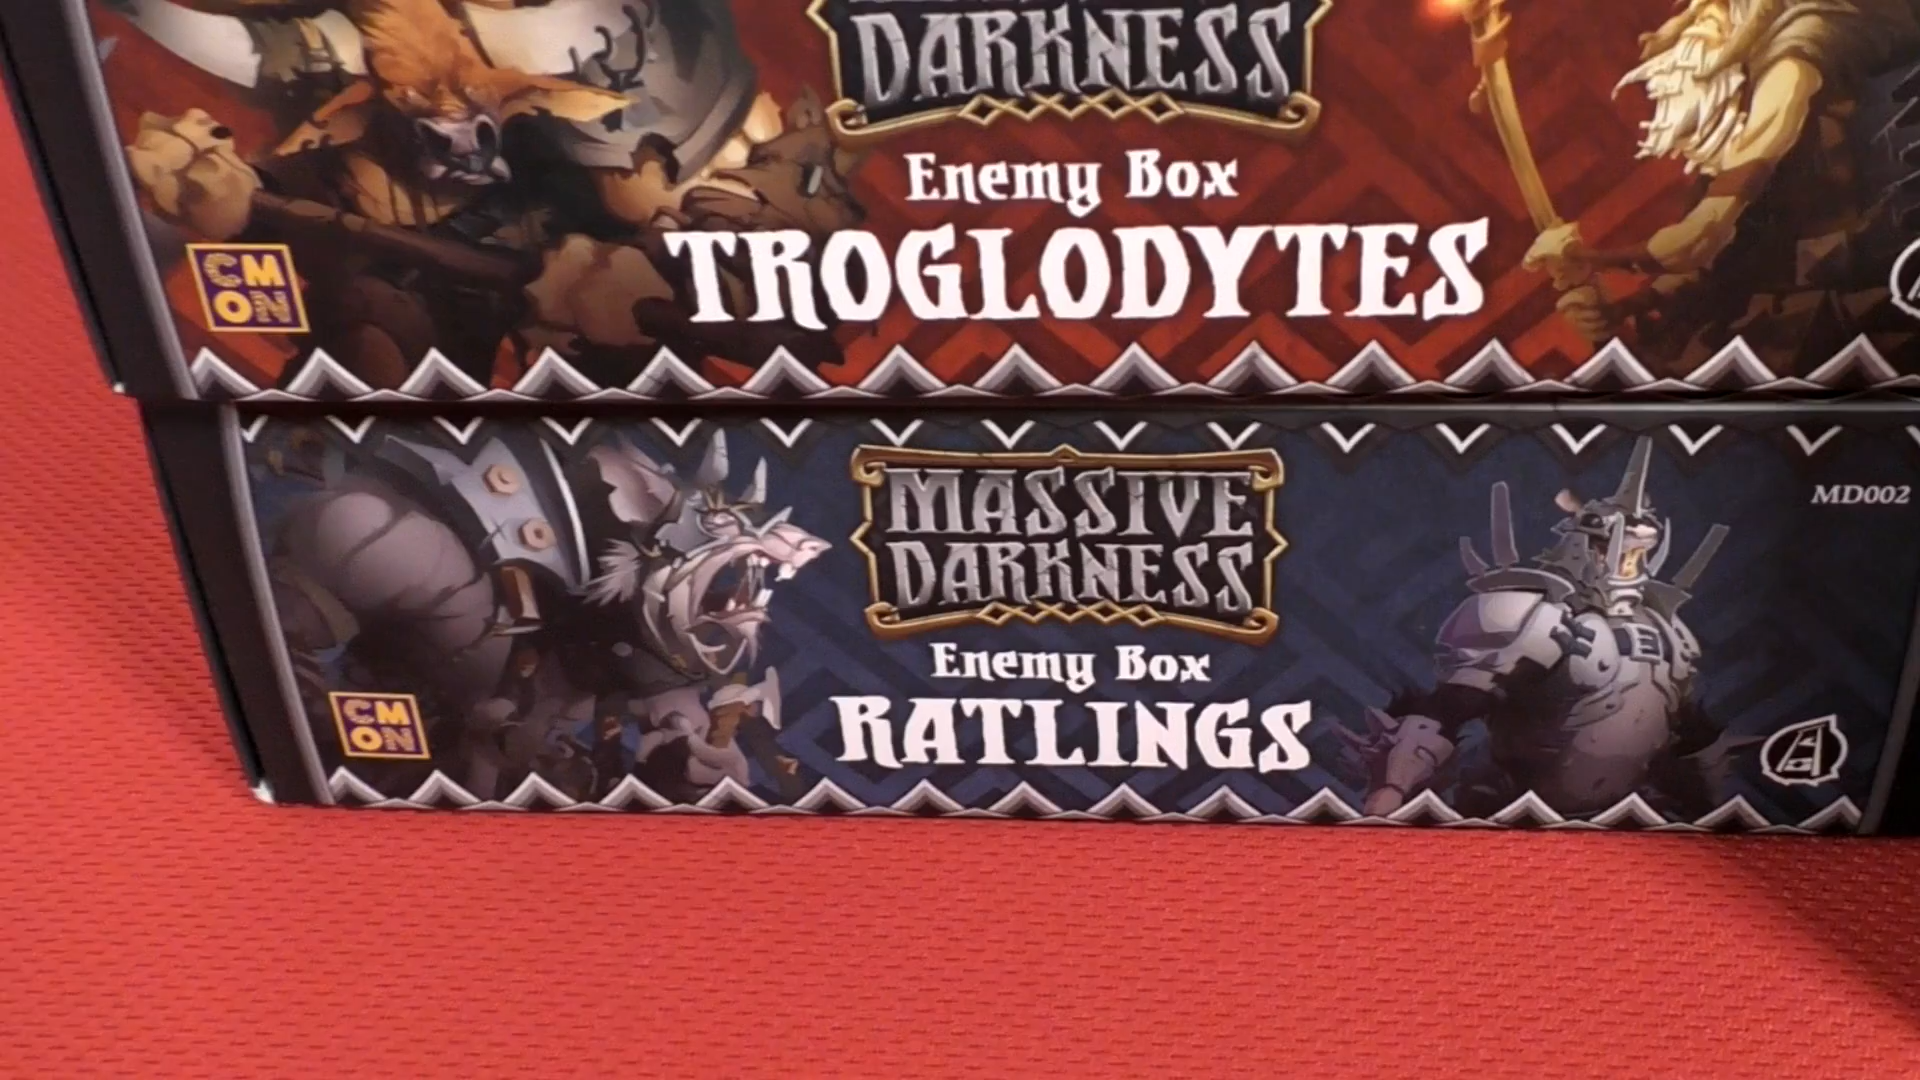 DARKNESS
Enemy Box
TROGLODYTES
CMON
MASSIVE
DARKNESS
MD002
Enemy Box
RATLINGS
CMON